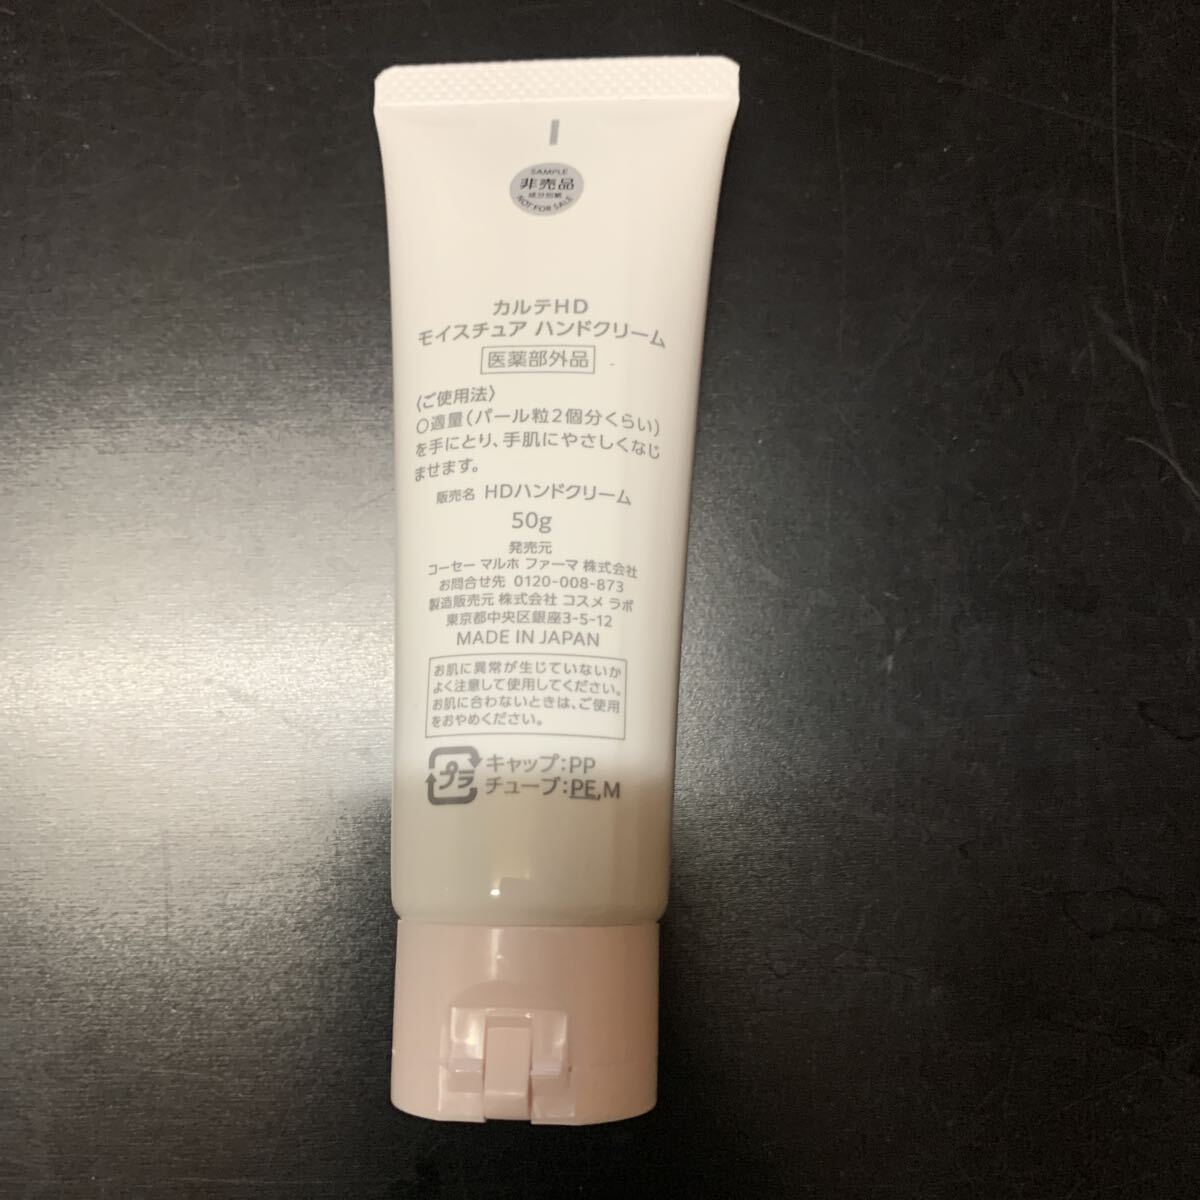 SAMPLE
非売品
成分別紙
NOT FOR SALE
カルテHD
モイスチュア ハンドクリーム
医薬部外品
〈ご使用法〉
○適量(パール粒2個分くらい)
を手にとり、手肌にやさしくなじ
ませます。
販売名 HDハンドクリーム
50g
発売元
コーセー マルホ ファーマ 株式会社
お問合せ先 0120-008-873
製造販売元 株式会社 コスメ ラボ
東京都中央区銀座3-5-12
MADE IN JAPAN
お肌に異常が生じていないか
よく注意して使用してください。
お肌に合わないときは、ご使用
をおやめください。
プラ
キャップ:PP
チューブ:PE,M